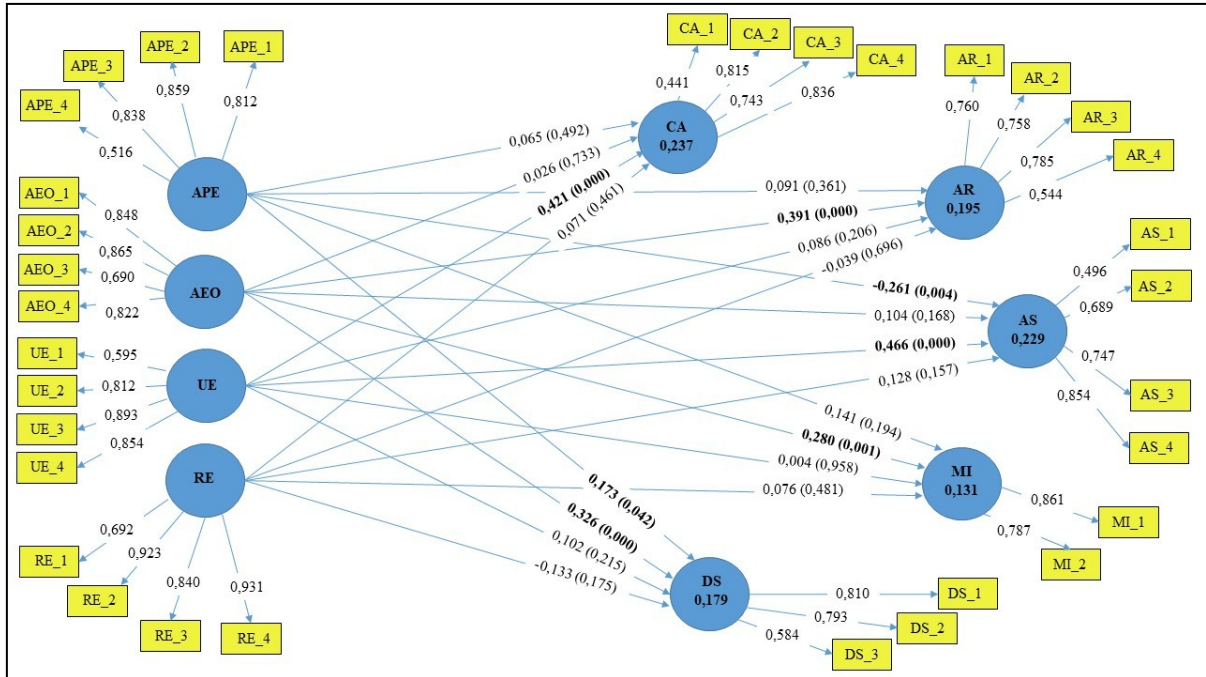 APE_1
APE_2
APE_3
APE_4
0,812
0,859
0,838
0,516
APE
AEO_1
AEO_2
AEO_3
AEO_4
0,848
0,865
0,690
0,822
AEO
UE_1
UE_2
UE_3
UE_4
0,595
0,812
0,893
0,854
UE
RE
0,692
0,923
0,840
0,931
RE_1
RE_2
RE_3
RE_4
0,065 (0,492)
0,026 (0,733)
0,421 (0,000)
0,071 (0,461)
CA
0,237
0,441
0,815
0,743
0,836
CA_1
CA_2
CA_3
CA_4
0,091 (0,361)
0,391 (0,000)
0,086 (0,206)
-0,039 (0,696)
AR
0,195
0,760
0,758
0,785
0,544
AR_1
AR_2
AR_3
AR_4
-0,261 (0,004)
0,104 (0,168)
0,466 (0,000)
0,128 (0,157)
AS
0,229
0,496
0,689
0,747
0,854
AS_1
AS_2
AS_3
AS_4
0,141 (0,194)
0,280 (0,001)
0,004 (0,958)
0,076 (0,481)
MI
0,131
0,861
0,787
MI_1
MI_2
0,173 (0,042)
0,326 (0,000)
0,102 (0,215)
-0,133 (0,175)
DS
0,179
0,810
0,793
0,584
DS_1
DS_2
DS_3